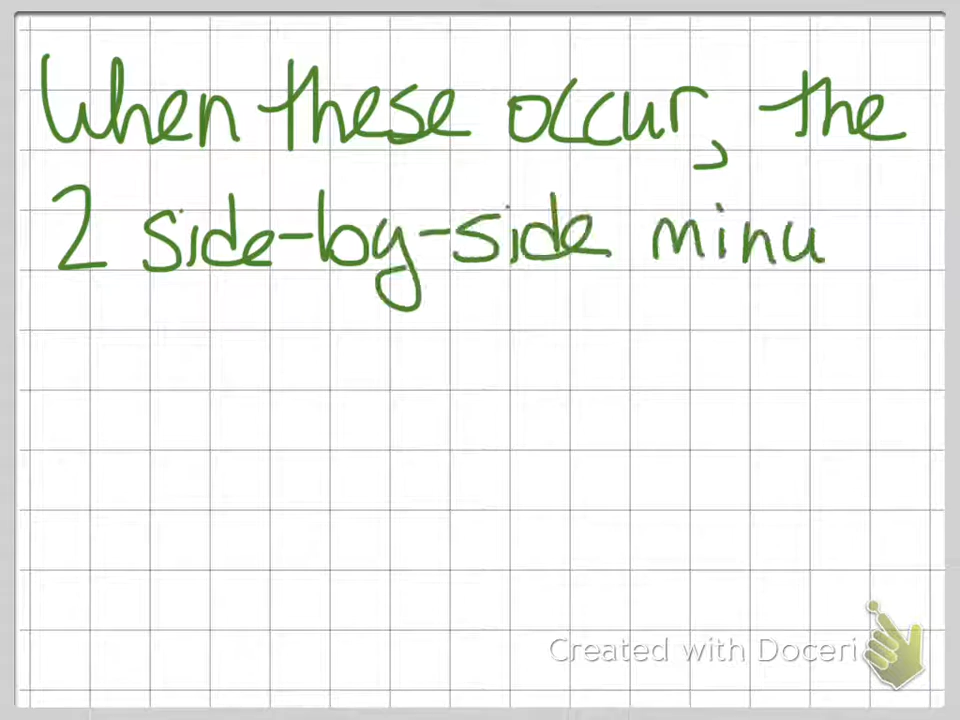 When these occur, the
2 side-by-side minu
Created with Doceri